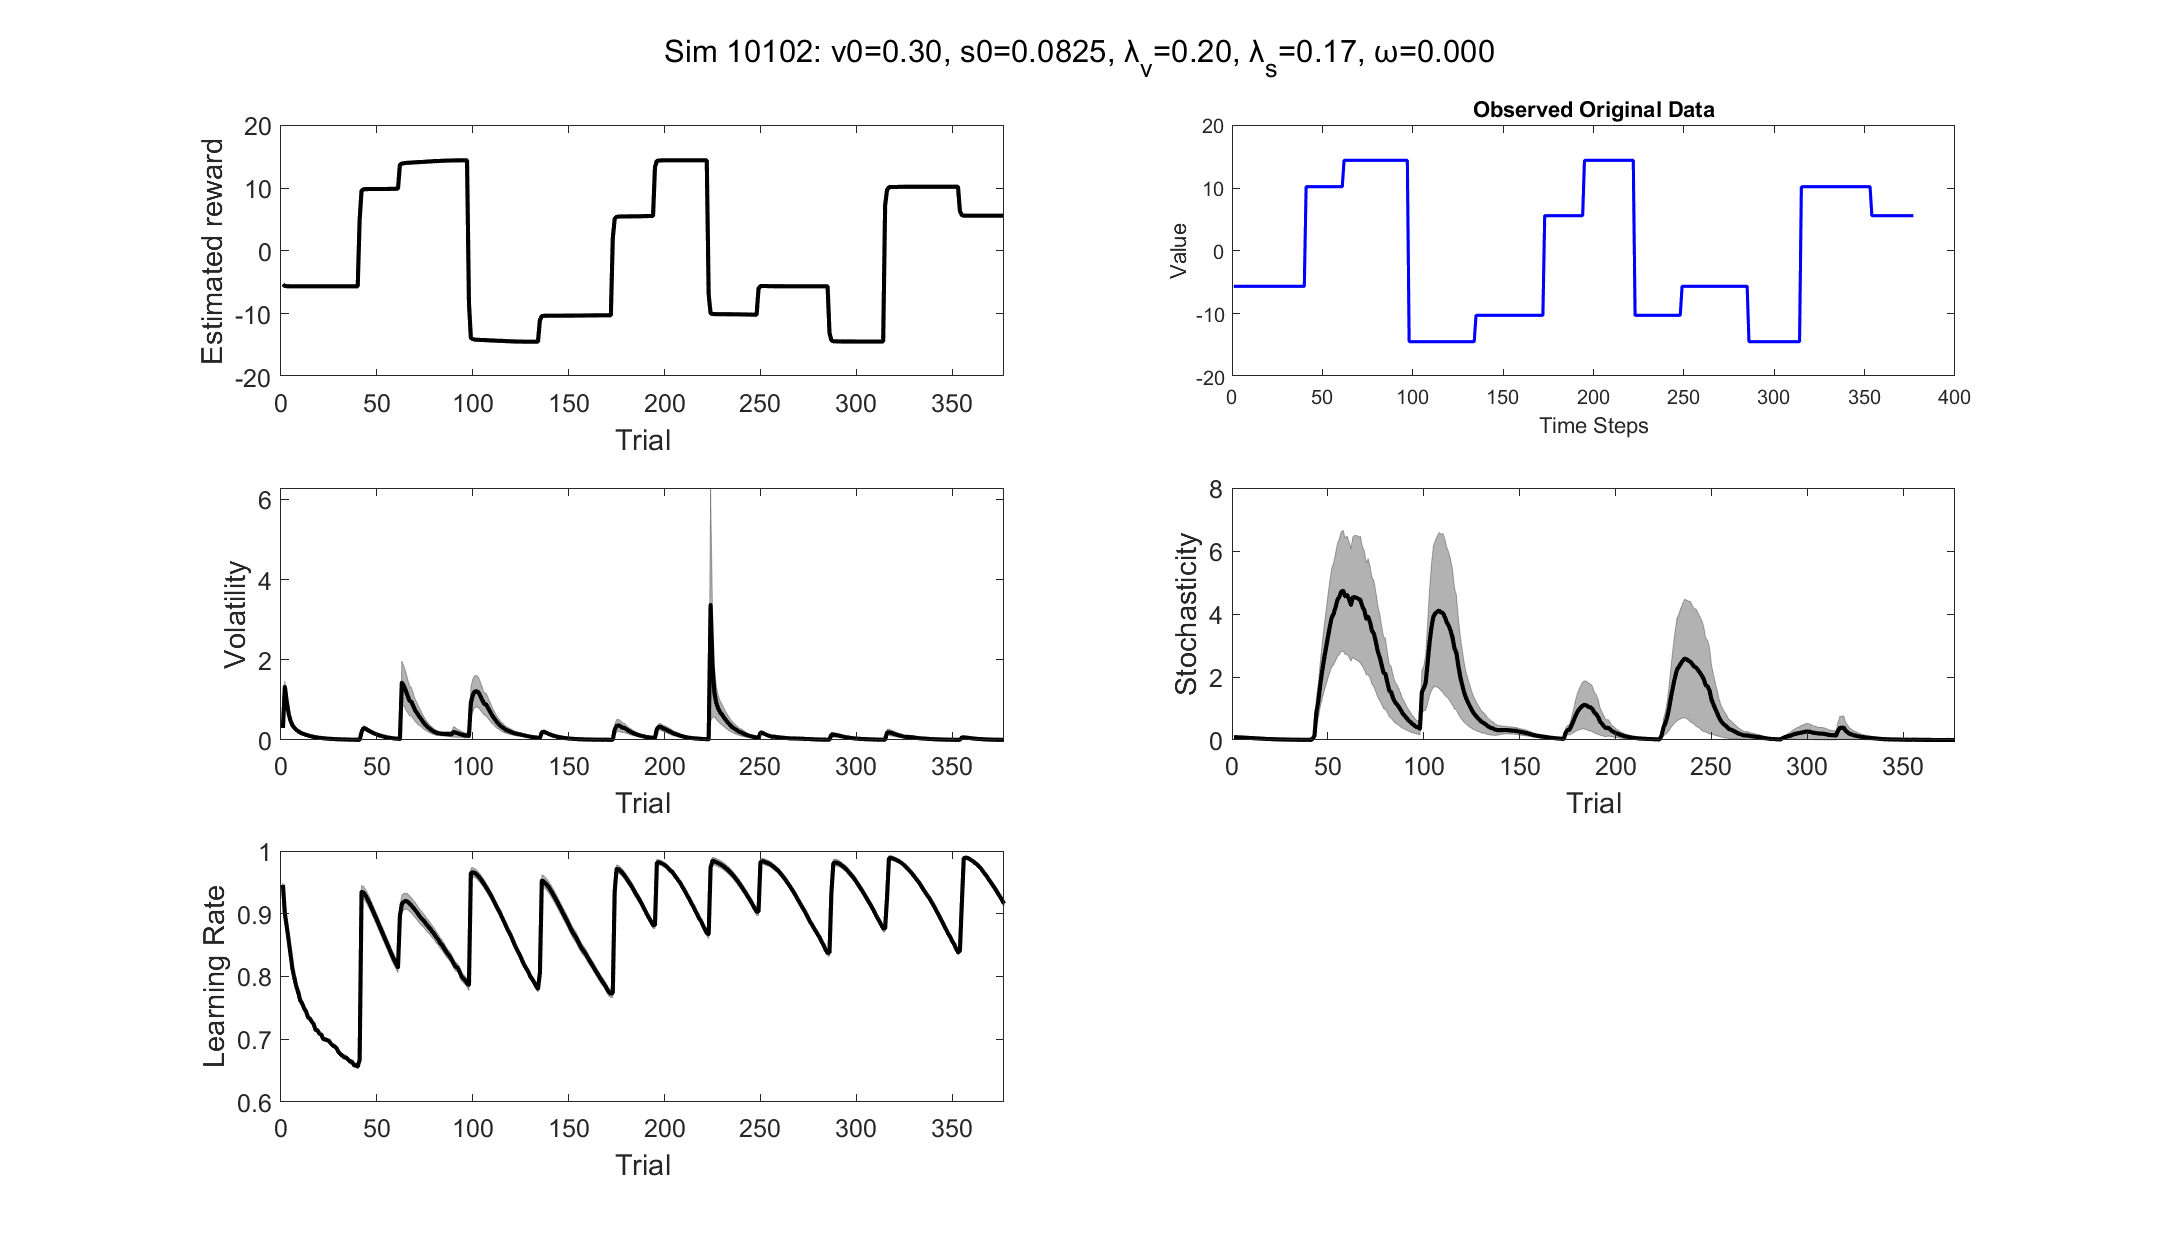 Sim 10102: v0=0.30, s0=0.0825, λv=0.20, λs=0.17, ω=0.000
Estimated reward
20
10
0
-10
-20
0 50 100 150 200 250 300 350
Trial
Observed Original Data
Value
20
10
0
-10
-20
0 50 100 150 200 250 300 350 400
Time Steps
Volatility
6
4
2
0
0 50 100 150 200 250 300 350
Trial
Stochasticity
8
6
4
2
0
0 50 100 150 200 250 300 350
Trial
Learning Rate
1
0.9
0.8
0.7
0.6
0 50 100 150 200 250 300 350
Trial